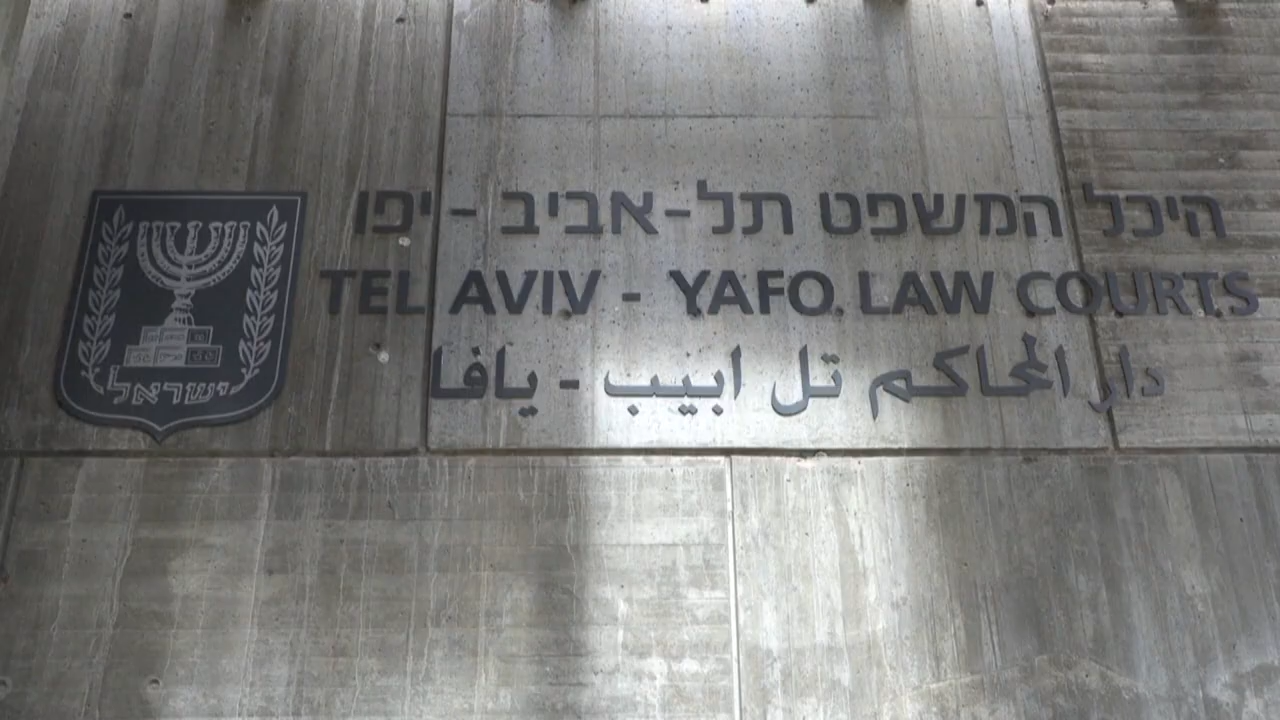 היכל המשפט תל-אביב - יפו
TEL AVIV - YAFO LAW COURTS
دار المحاكم تل ابيب - يافا
ישראל